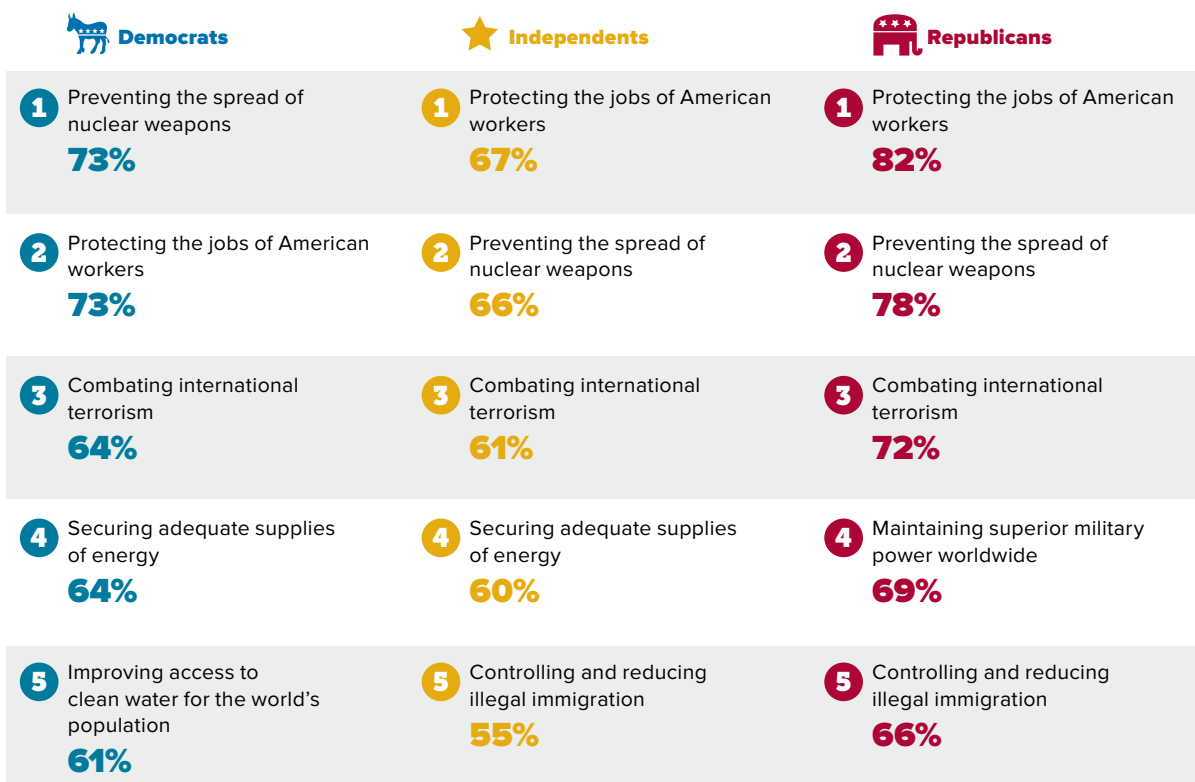 Democrats
Independents
Republicans
1
Preventing the spread of
nuclear weapons
73%
1
Protecting the jobs of American
workers
67%
1
Protecting the jobs of American
workers
82%
2
Protecting the jobs of American
workers
73%
2
Preventing the spread of
nuclear weapons
66%
2
Preventing the spread of
nuclear weapons
78%
3
Combating international
terrorism
64%
3
Combating international
terrorism
61%
3
Combating international
terrorism
72%
4
Securing adequate supplies
of energy
64%
4
Securing adequate supplies
of energy
60%
4
Maintaining superior military
power worldwide
69%
5
Improving access to
clean water for the world’s
population
61%
5
Controlling and reducing
illegal immigration
55%
5
Controlling and reducing
illegal immigration
66%